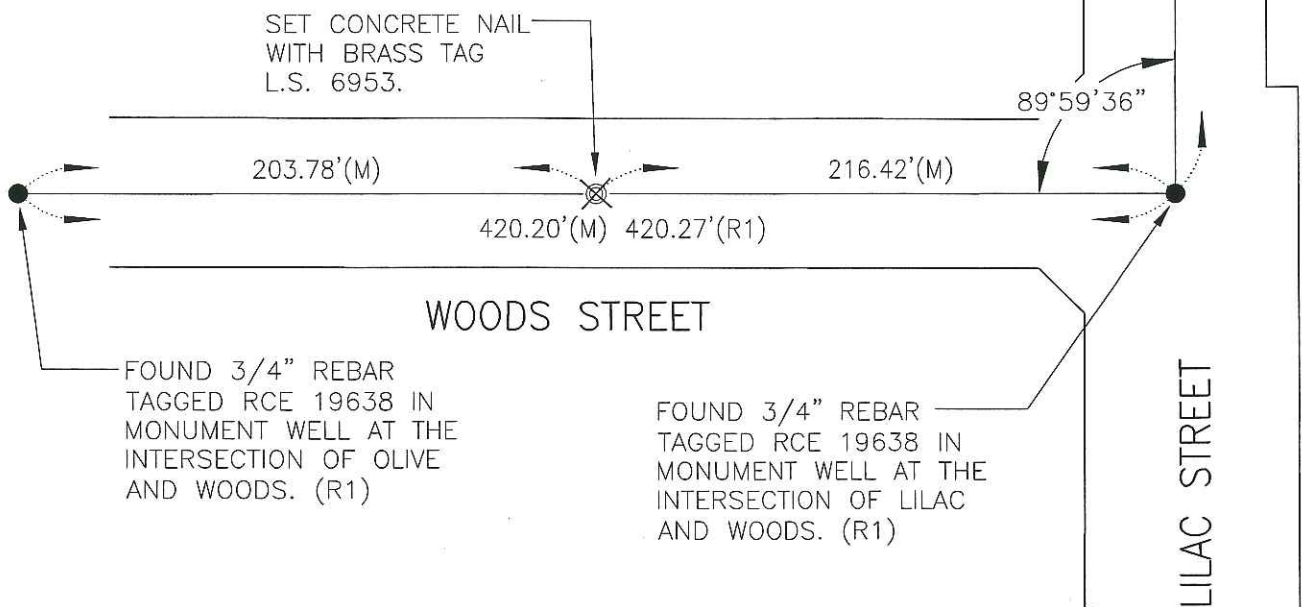 SET CONCRETE NAIL
WITH BRASS TAG
L.S. 6953.
89°59'36"
203.78'(M)
216.42'(M)
420.20'(M) 420.27'(R1)
WOODS STREET
FOUND 3/4" REBAR
TAGGED RCE 19638 IN
MONUMENT WELL AT THE
INTERSECTION OF OLIVE
AND WOODS. (R1)
FOUND 3/4" REBAR
TAGGED RCE 19638 IN
MONUMENT WELL AT THE
INTERSECTION OF LILAC
AND WOODS. (R1)
LILAC STREET